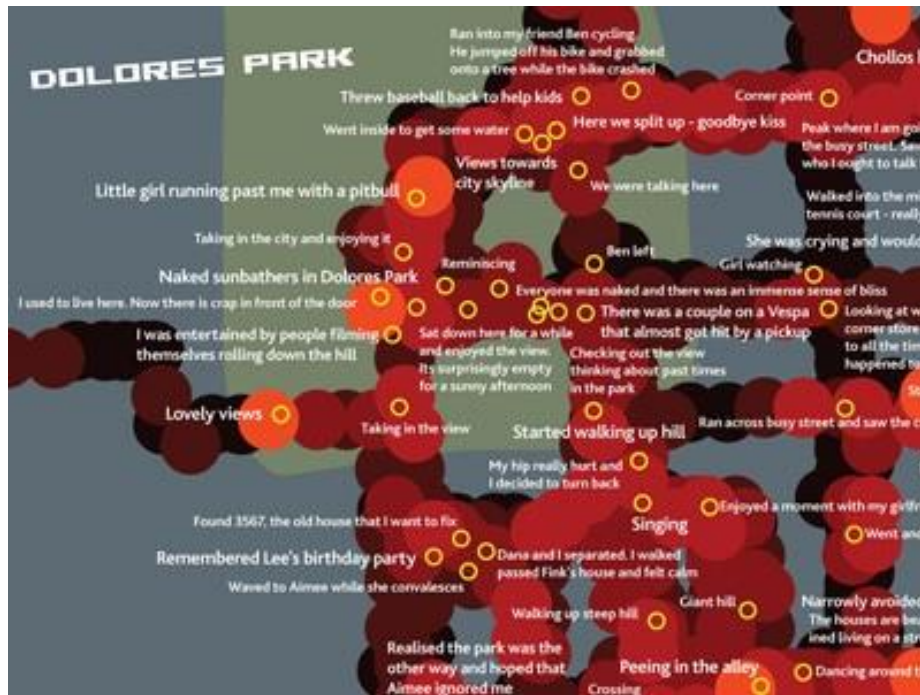 DOLORES PARK
Ran into my friend Ben cycling.
He jumped off his bike and grabbed
onto a tree while the bike crashed
Chollos
Threw baseball back to help kids
Corner point
Went inside to get some water
Here we split up - goodbye kiss
Peak where I am
the busy street.
who I ought to talk
Views towards
city skyline
We were talking here
Little girl running past me with a pitbull
Walked into the
tennis court -
Taking in the city and enjoying it
She was crying and would
Ben left
Girl watching
Reminiscing
Naked sunbathers in Dolores Park
Everyone was naked and there was an immense sense of bliss
I used to live here. Now there is crap in front of the door
There was a couple on a Vespa
that almost got hit by a pickup
Looking at
corner
to all the
happened
I was entertained by people filming
themselves rolling down the hill
Sat down here for a while
and enjoyed the view.
Its surprisingly empty
for a sunny afternoon
Checking out the view
thinking about past times
in the park
Lovely views
Taking in the view
Started walking up hill
Ran across busy street and saw the
My hip really hurt and
I decided to turn back
Singing
Enjoyed a moment with my
Went and
Found 3567, the old house that I want to fix
Remembered Lee's birthday party
Dana and I separated. I walked
passed Fink's house and felt calm
Waved to Aimee while she convalesces
Walking up steep hill
Giant hill
Narrowly avoided
The houses are
ined living on a
Realised the park was the
other way and hoped that
Aimee ignored me
Peeing in the alley
Dancing around
Crossing